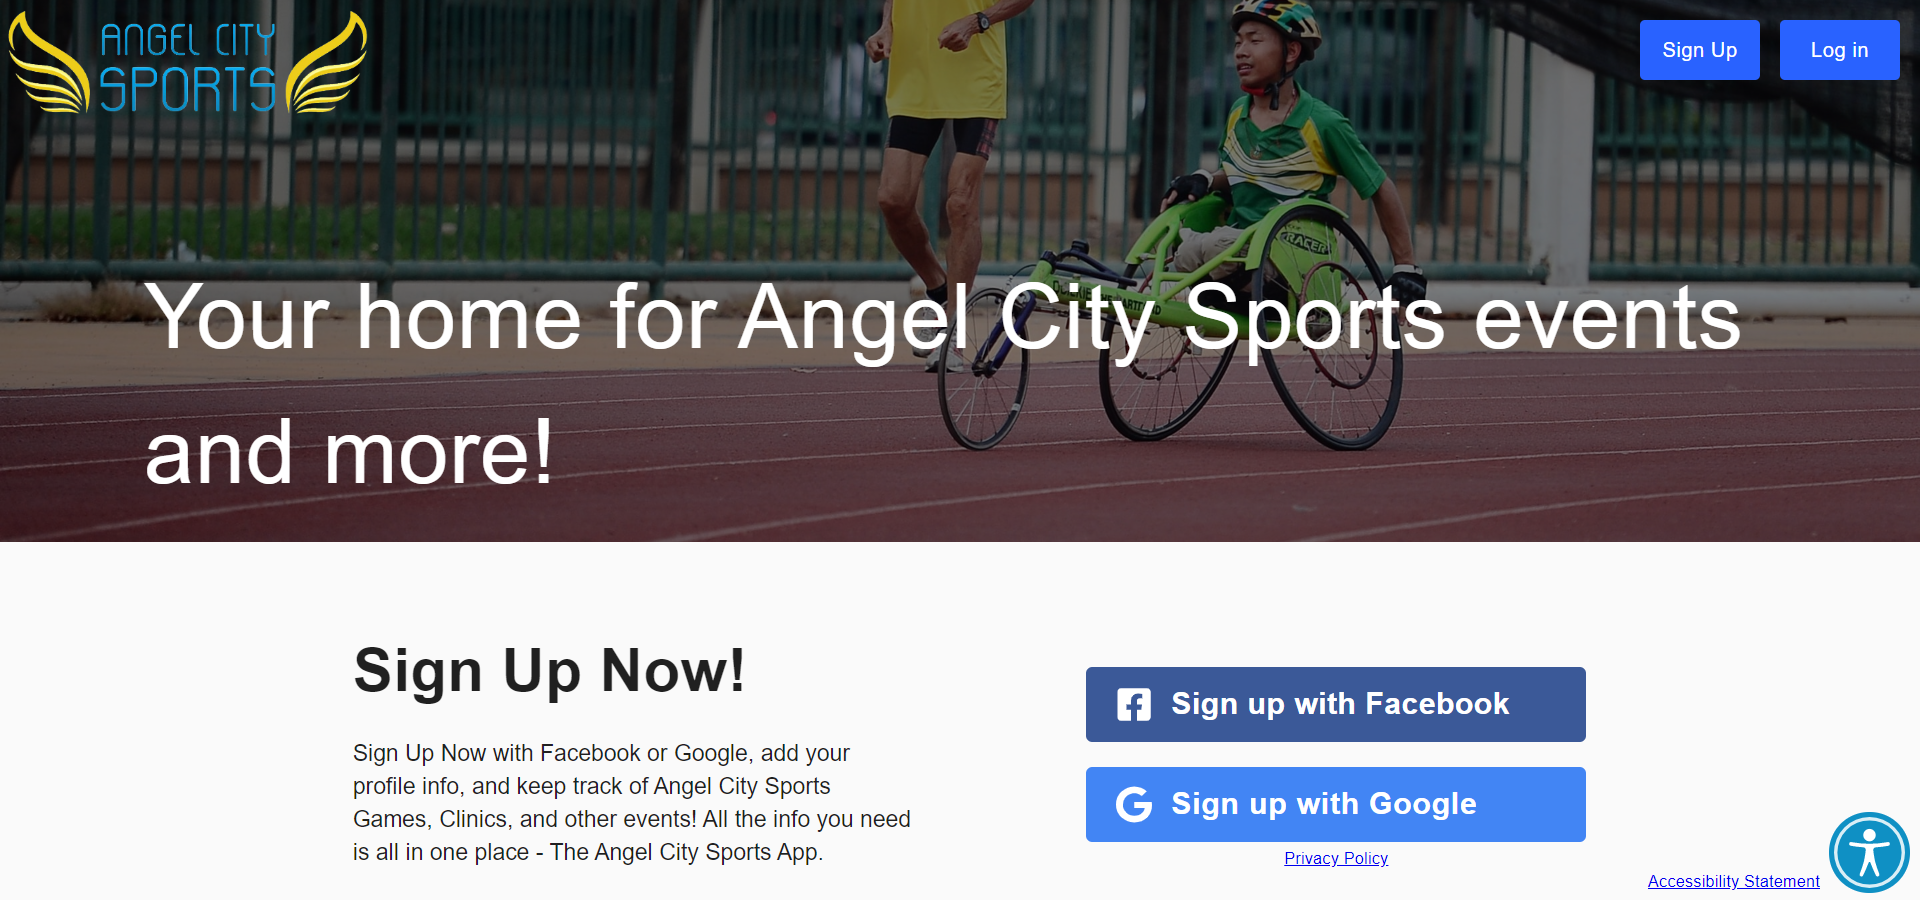 ANGEL CITY
SPORTS
Sign Up
Log in
RACER
Your home for Angel City Sports events
and more!
Sign Up Now!
Sign Up Now with Facebook or Google, add your
profile info, and keep track of Angel City Sports
Games, Clinics, and other events! All the info you need
is all in one place - The Angel City Sports App.
Sign up with Facebook
Sign up with Google
Privacy Policy
Accessibility Statement